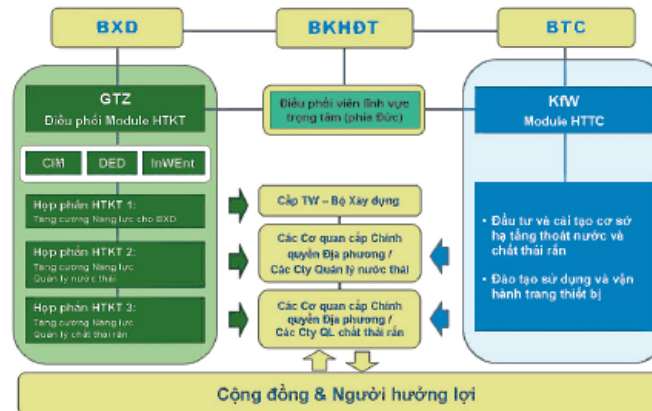 BXD
BKHĐT
BTC
GTZ
Điều phối Module HTKT
CIM
DED
InWEnt
Hợp phần HTKT 1:
Tăng cường Năng lực cho BXD
Hợp phần HTKT 2:
Tăng cường Năng lực
Quản lý nước thải
Hợp phần HTKT 3:
Tăng cường Năng lực
Quản lý chất thải rắn
Điều phối viên lĩnh vực
trọng tâm (phía Đức)
Cấp TW – Bộ Xây dựng
Các Cơ quan cấp Chính
quyền Địa phương /
Các Cty Quản lý nước thải
Các Cơ quan cấp Chính
quyền Địa phương /
Các Cty QL chất thải rắn
KfW
Module HTTC
• Đầu tư và cải tạo cơ sở
hạ tầng thoát nước và
chất thải rắn
• Đào tạo sử dụng và vận
hành trang thiết bị
Cộng đồng & Người hưởng lợi